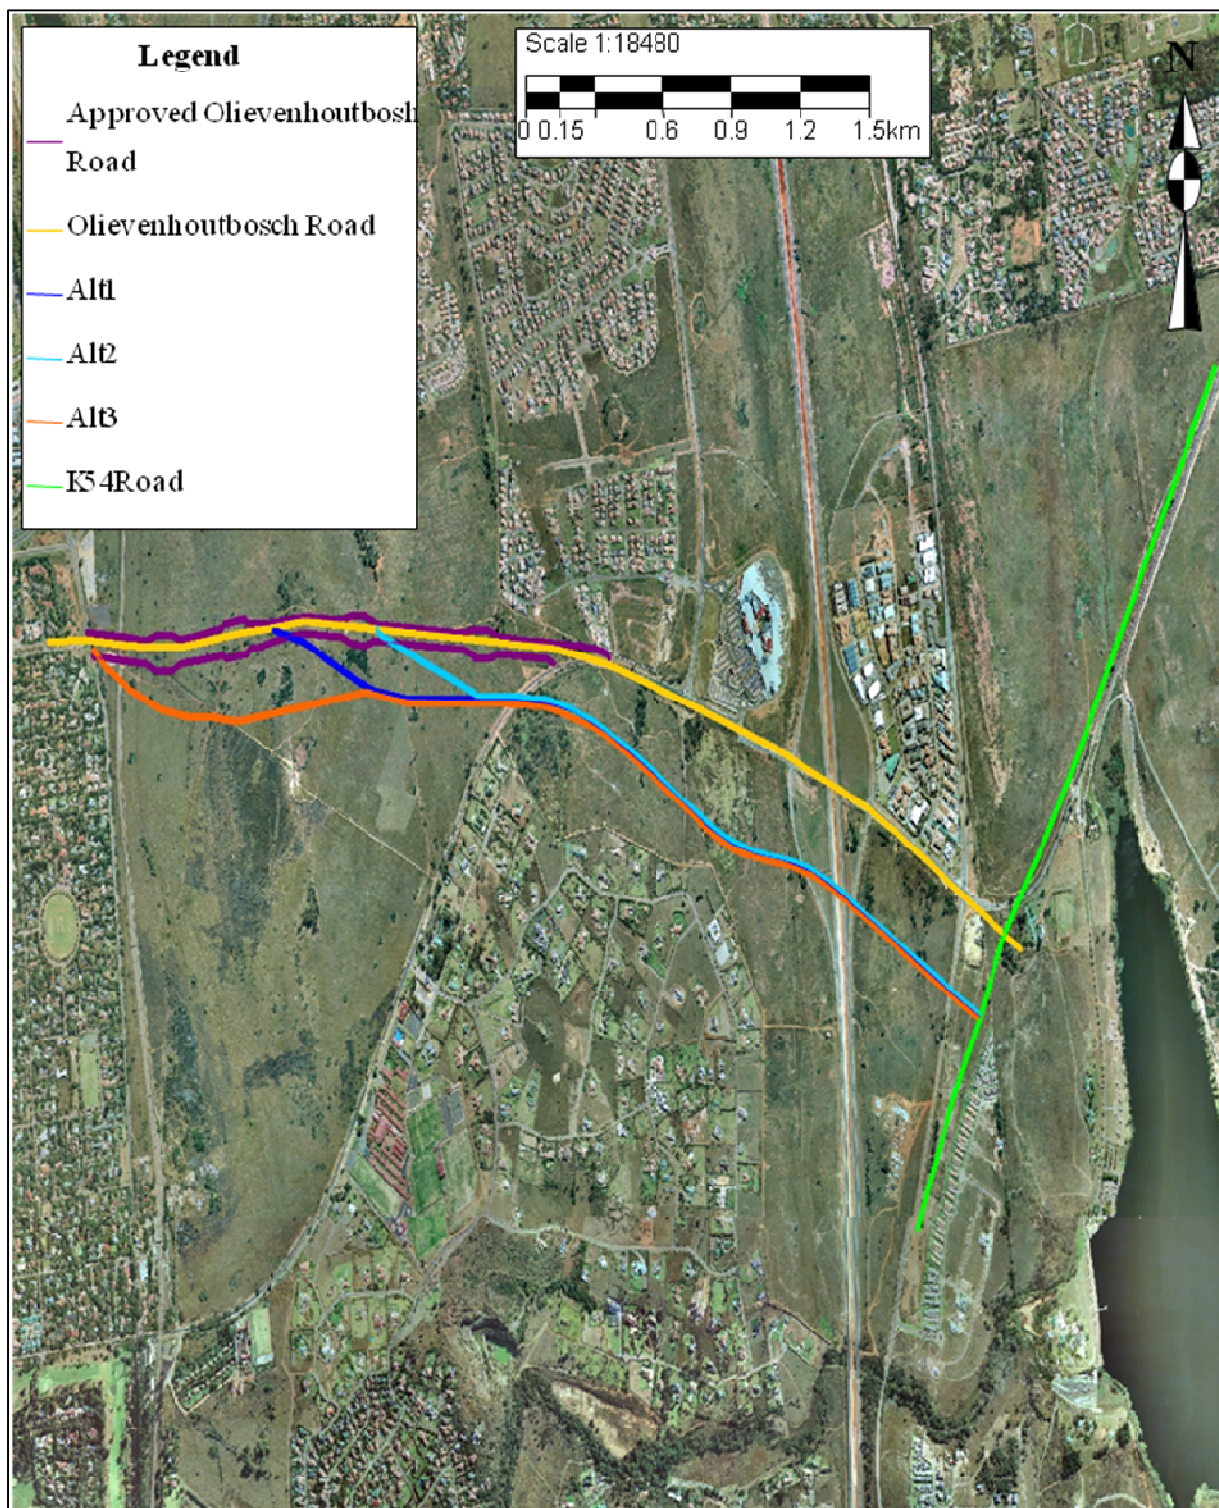 Legend
Approved Olievenhoutbosh
Road
Olievenhoutbosch Road
Alt1
Alt2
Alt3
K54Road
Scale 1:18480
0 0.15 0.6 0.9 1.2 1.5km
N